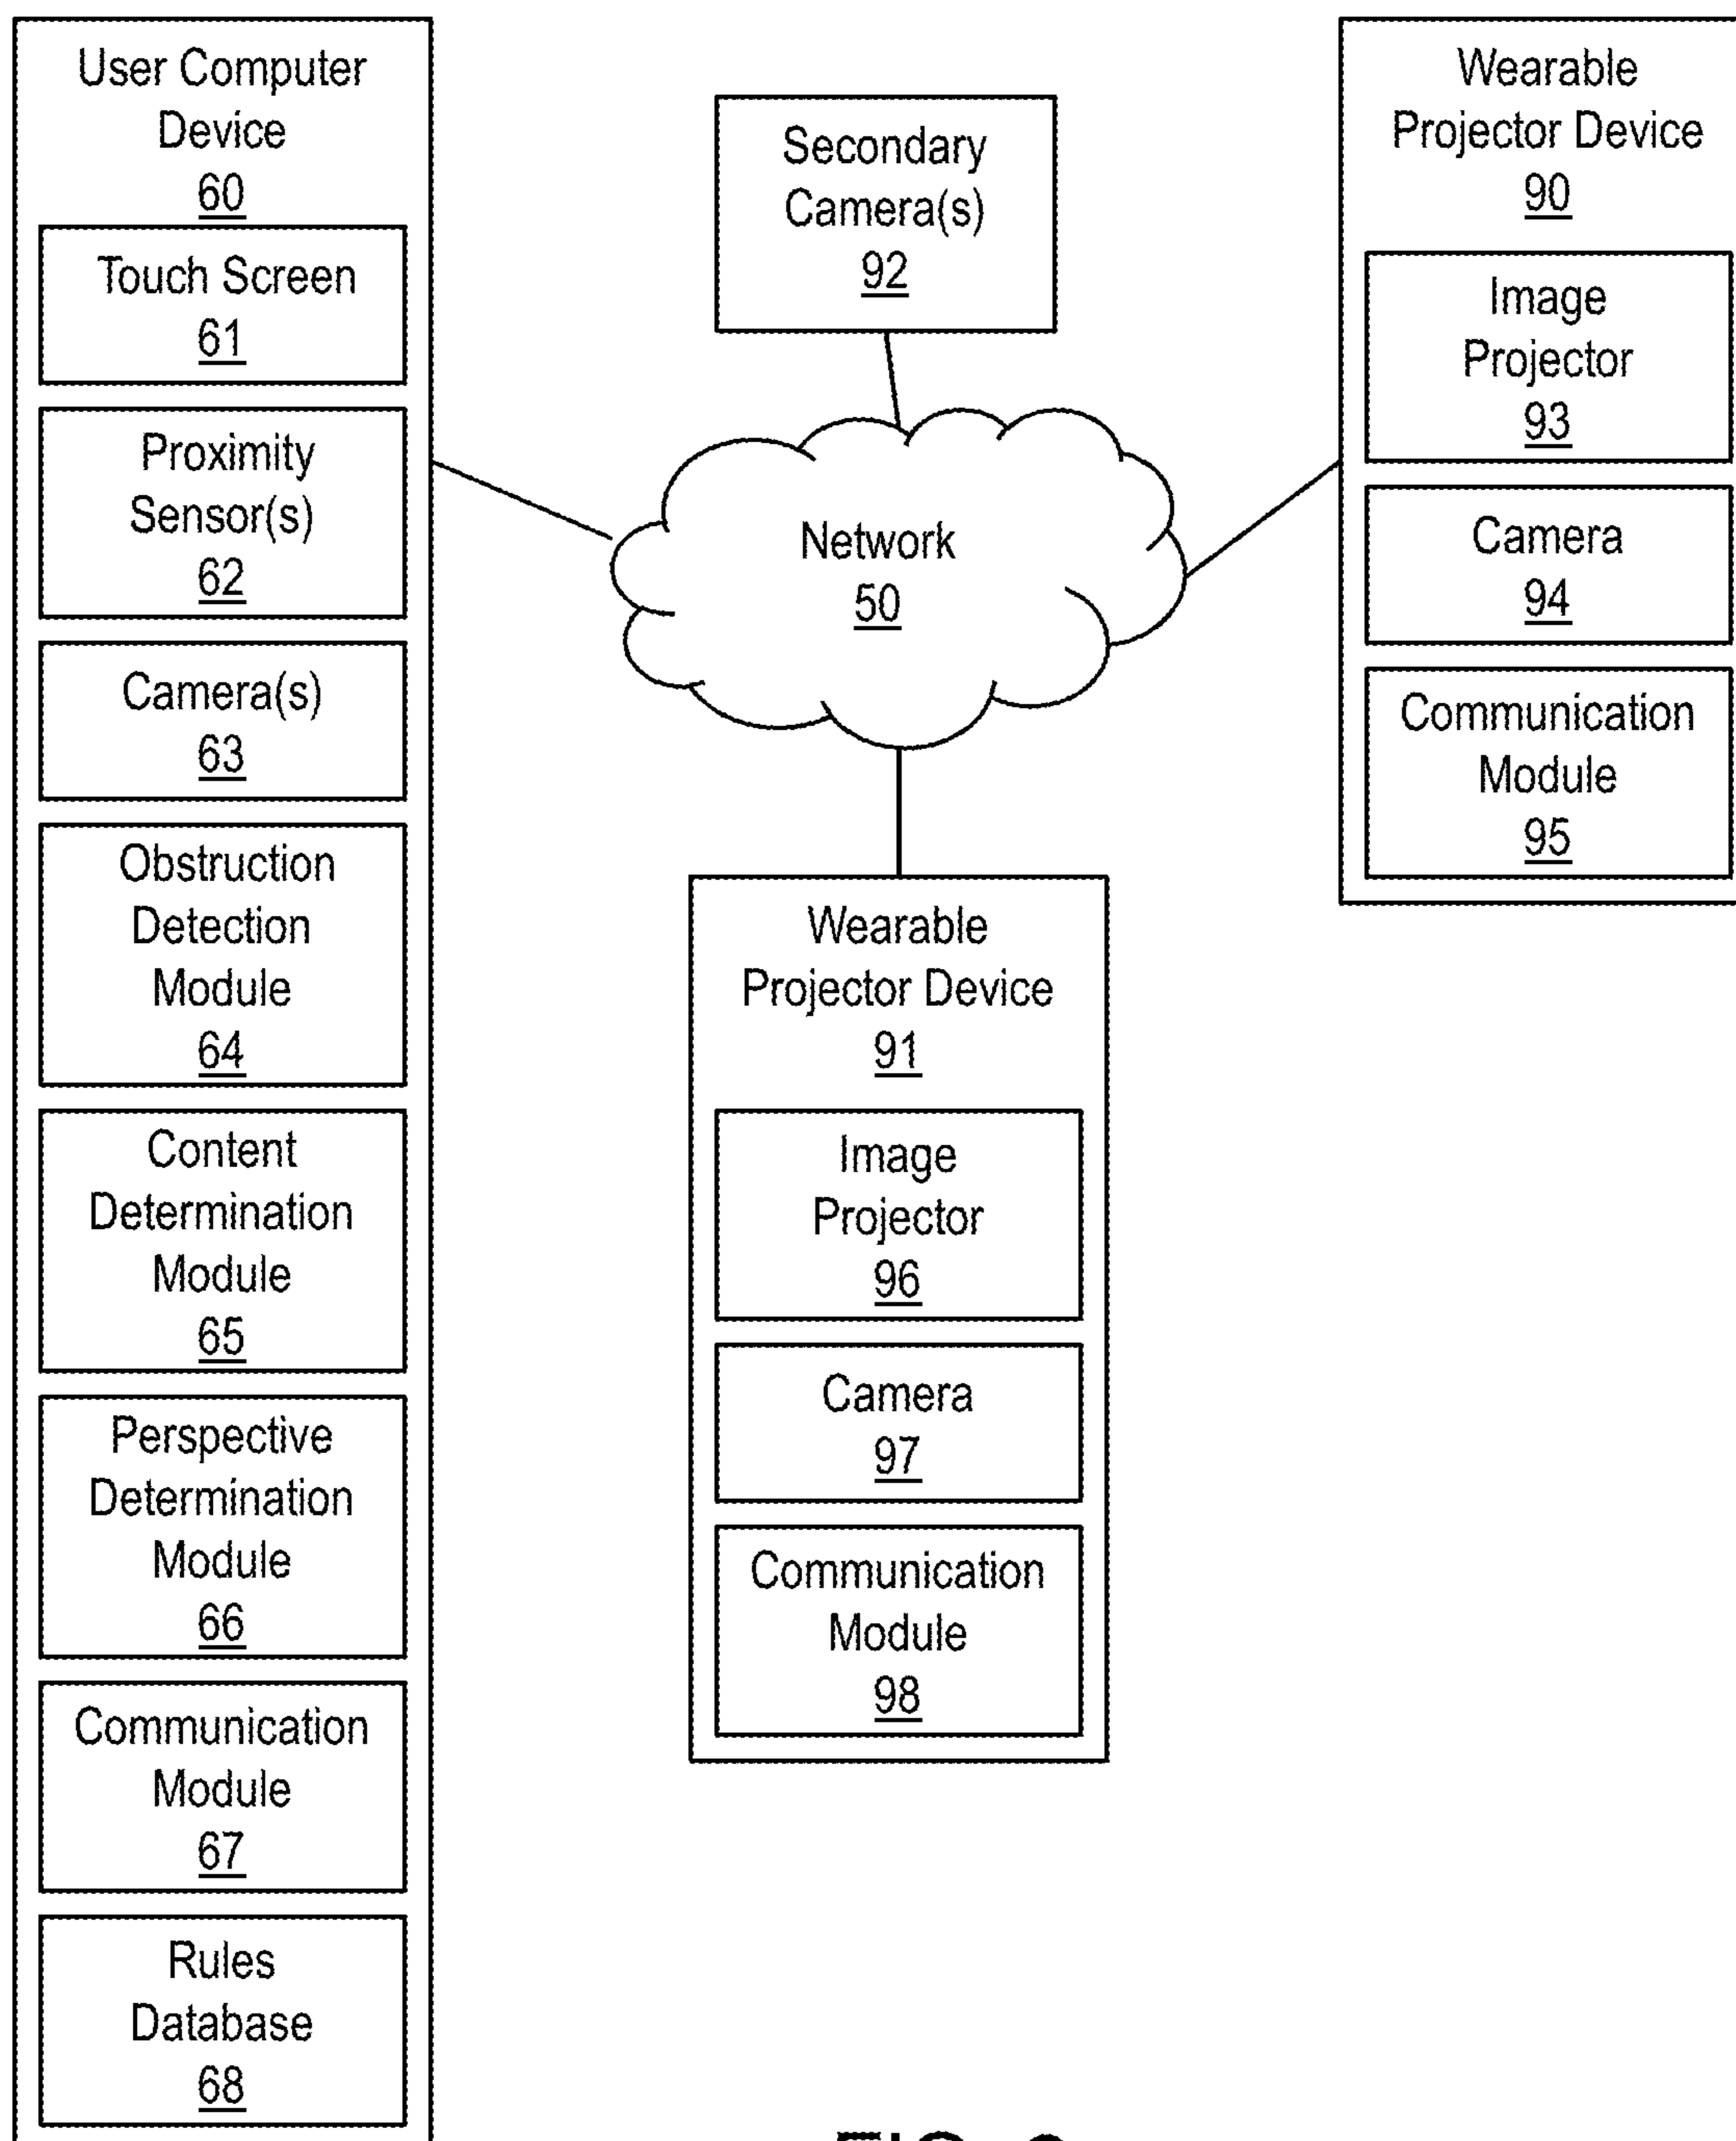 User Computer
Device
60
Touch Screen
61
Proximity
Sensor(s)
62
Camera(s)
63
Obstruction
Detection
Module
64
Content
Determination
Module
65
Perspective
Determination
Module
66
Communication
Module
67
Rules
Database
68
Secondary
Camera(s)
92
Network
50
Wearable
Projector Device
91
Image
Projector
96
Camera
97
Communication
Module
98
Wearable
Projector Device
90
Image
Projector
93
Camera
94
Communication
Module
95
FIG.